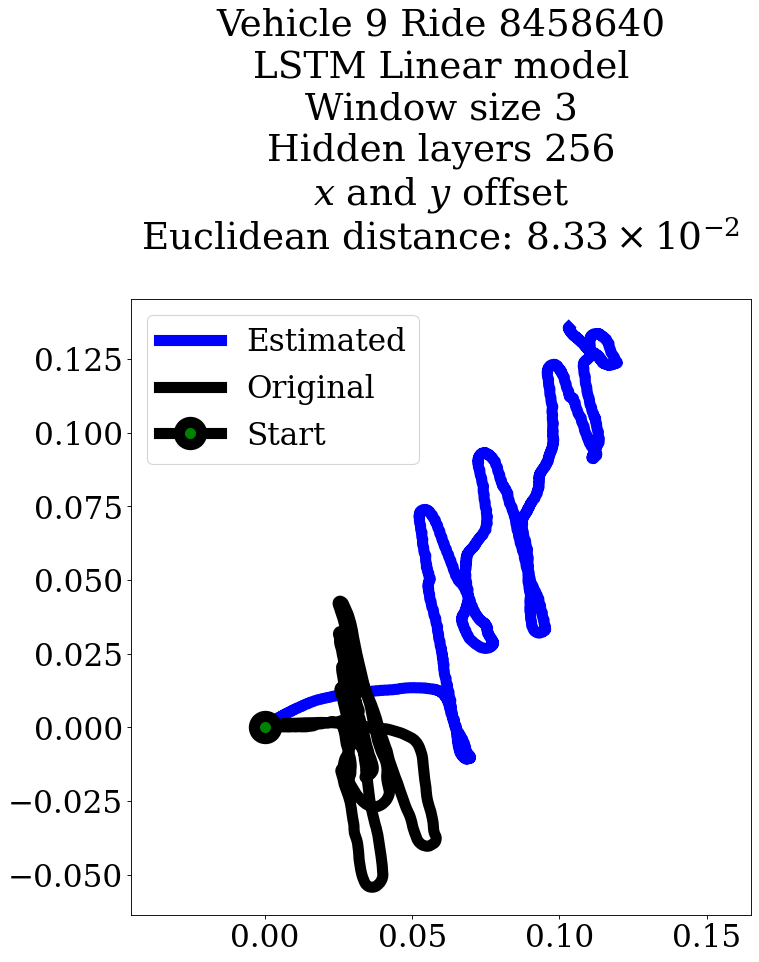 Vehicle 9 Ride 8458640
LSTM Linear model
Window size 3
Hidden layers 256
x and y offset
Euclidean distance: 8.33 × 10⁻²
Estimated
Original
Start
0.125
0.100
0.075
0.050
0.025
0.000
−0.025
−0.050
0.00 0.05 0.10 0.15